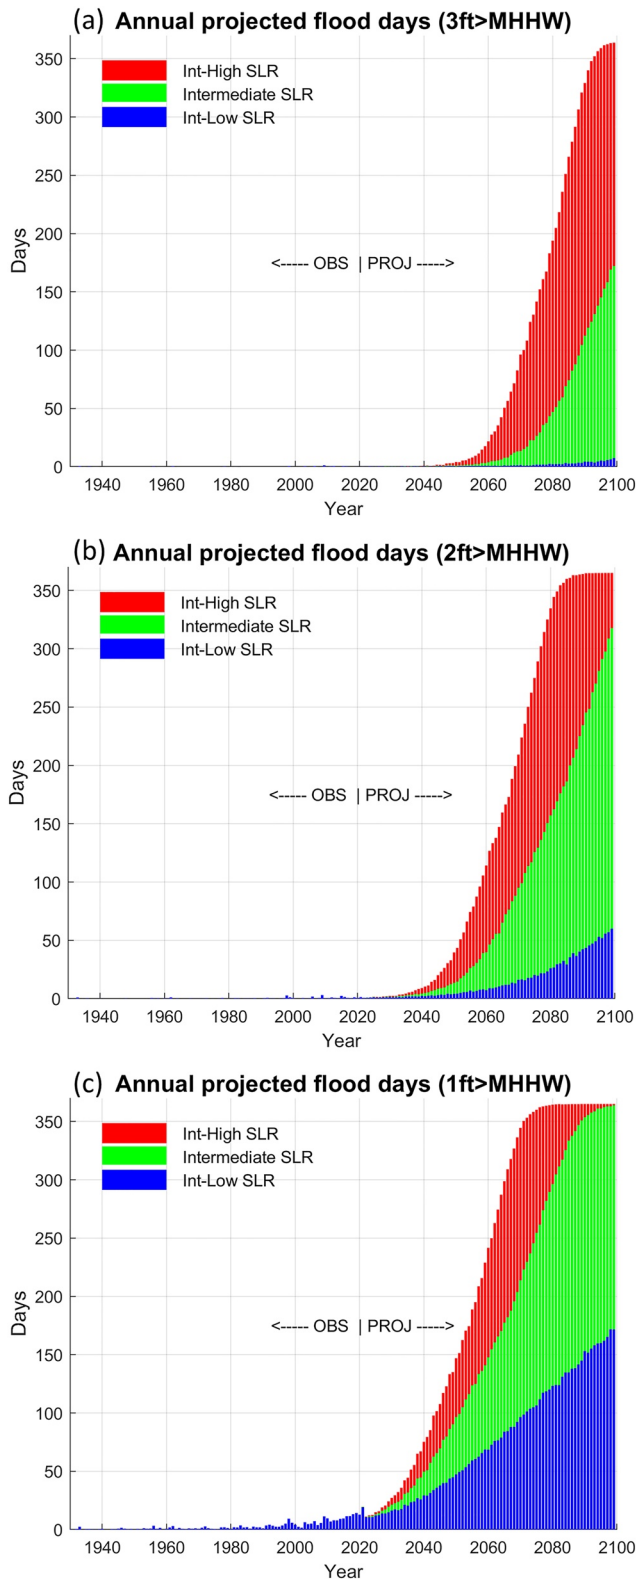 (a) Annual projected flood days (3ft>MHHW)
350
Int-High SLR
Intermediate SLR
300
Int-Low SLR
250
200
<----- OBS | PROJ ----->
Days
150
100
50
0
1940 1960 1980 2000 2020 2040 2060 2080 2100
Year
(b) Annual projected flood days (2ft>MHHW)
350
Int-High SLR
Intermediate SLR
300
Int-Low SLR
250
200
<----- OBS | PROJ ----->
Days
150
100
50
0
1940 1960 1980 2000 2020 2040 2060 2080 2100
Year
(c) Annual projected flood days (1ft>MHHW)
350
Int-High SLR
Intermediate SLR
300
Int-Low SLR
250
200
<----- OBS | PROJ ----->
Days
150
100
50
0
1940 1960 1980 2000 2020 2040 2060 2080 2100
Year